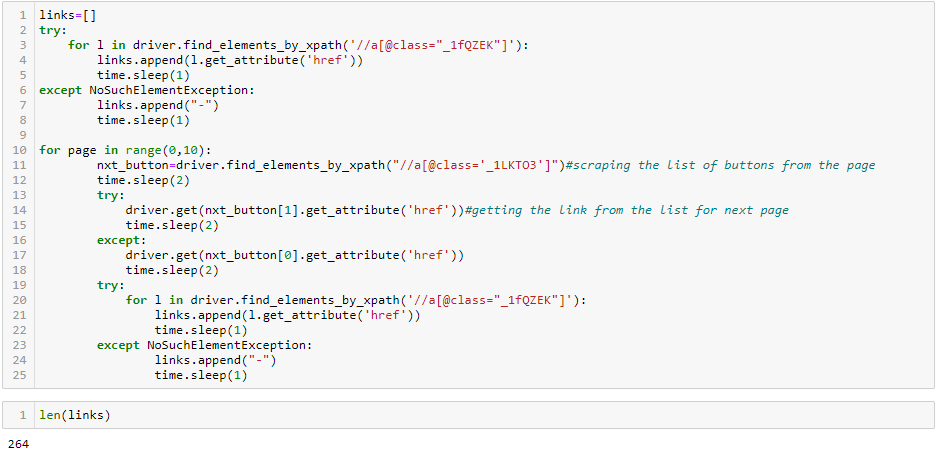 1 links=[]
2 try:
3     for l in driver.find_elements_by_xpath('//a[@class="_1fQZEK"]'):
4         links.append(l.get_attribute('href'))
5         time.sleep(1)
6 except NoSuchElementException:
7         links.append("-")
8         time.sleep(1)
9
10 for page in range(0,10):
11         nxt_button=driver.find_elements_by_xpath("//a[@class='_1LKTO3']")#scraping the list of buttons from the page
12         time.sleep(2)
13         try:
14             driver.get(nxt_button[1].get_attribute('href'))#getting the link from the list for next page
15             time.sleep(2)
16         except:
17             driver.get(nxt_button[0].get_attribute('href'))
18             time.sleep(2)
19         try:
20             for l in driver.find_elements_by_xpath('//a[@class="_1fQZEK"]'):
21                 links.append(l.get_attribute('href'))
22                 time.sleep(1)
23         except NoSuchElementException:
24                 links.append("-")
25                 time.sleep(1)
1 len(links)
264